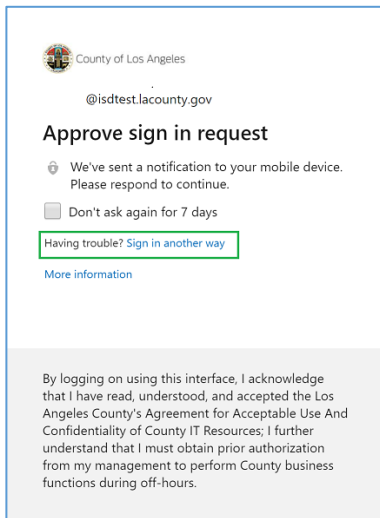 County of Los Angeles
@isdtest.lacounty.gov
Approve sign in request
We've sent a notification to your mobile device.
Please respond to continue.
Don't ask again for 7 days
Having trouble? Sign in another way
More information
By logging on using this interface, I acknowledge
that I have read, understood, and accepted the Los
Angeles County's Agreement for Acceptable Use And
Confidentiality of County IT Resources; I further
understand that I must obtain prior authorization
from my management to perform County business
functions during off-hours.